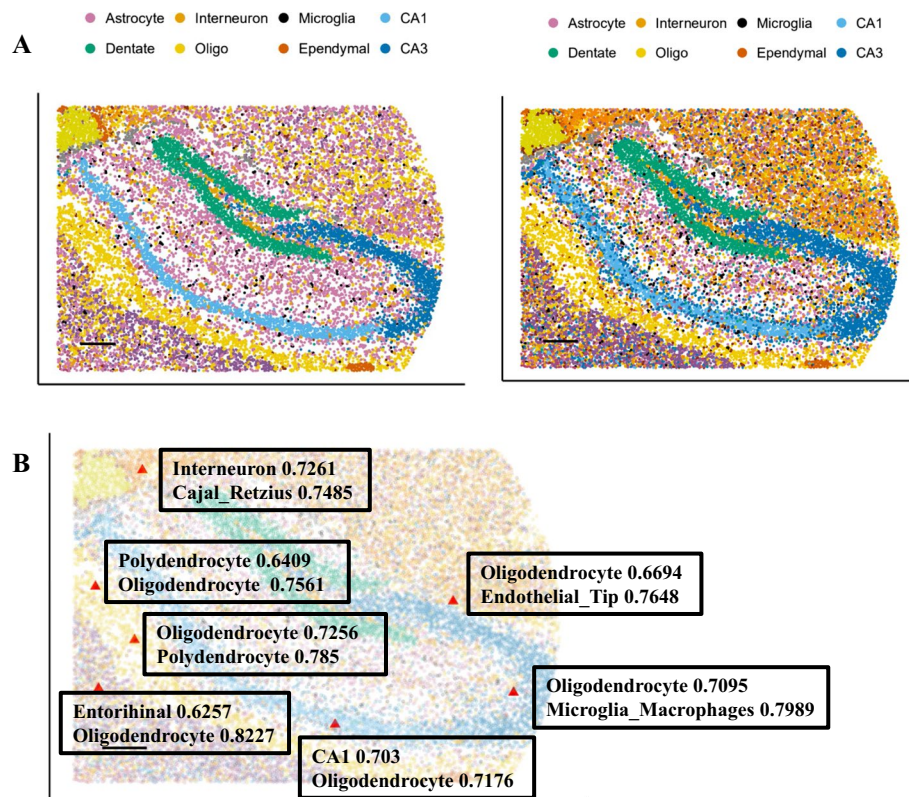 Astrocyte Interneuron Microglia CA1
Dentate Oligo Ependymal CA3
Astrocyte Interneuron Microglia CA1
Dentate Oligo Ependymal CA3
A
B
Interneuron 0.7261
Cajal_Retzius 0.7485
Polydendrocyte 0.6409
Oligodendrocyte 0.7561
Oligodendrocyte 0.6694
Endothelial_Tip 0.7648
Oligodendrocyte 0.7256
Polydendrocyte 0.785
Oligodendrocyte 0.7095
Microglia_Macrophages 0.7989
Entorihinal 0.6257
Oligodendrocyte 0.8227
CA1 0.703
Oligodendrocyte 0.7176